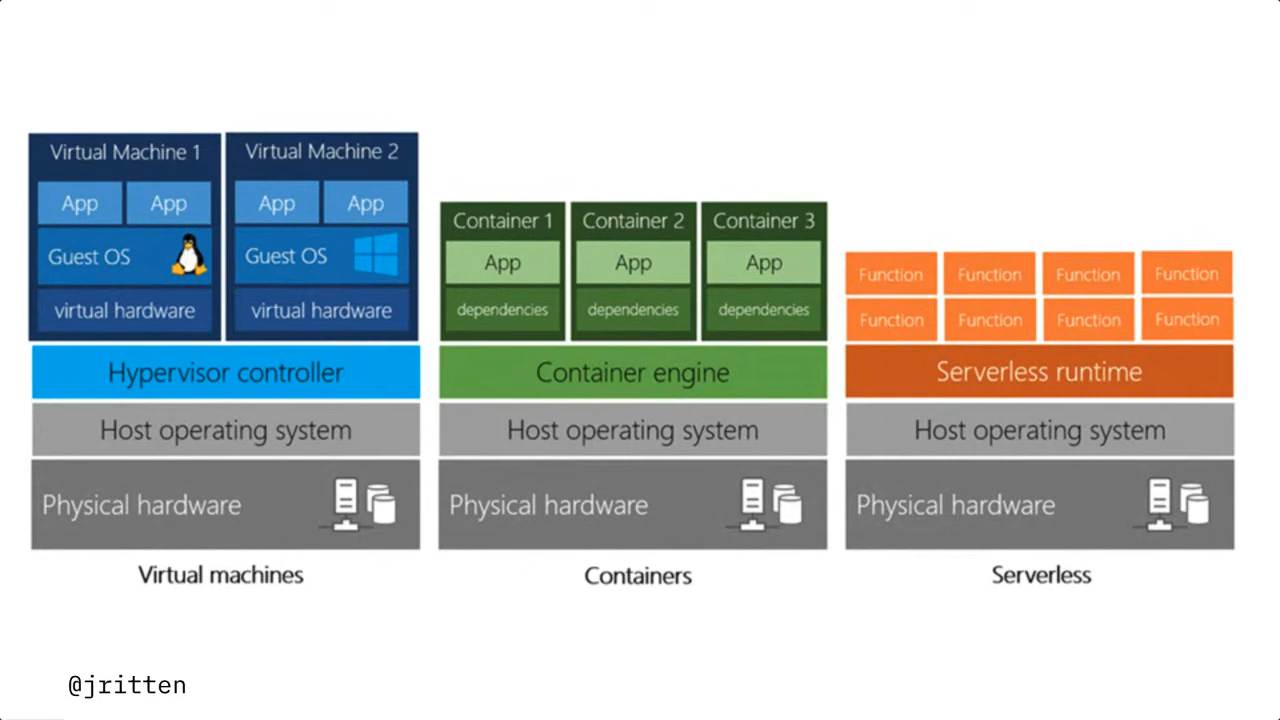 Virtual Machine 1
App
App
Guest OS
virtual hardware
Virtual Machine 2
App
App
Guest OS
virtual hardware
Hypervisor controller
Host operating system
Physical hardware
Virtual machines
Container 1
App
dependencies
Container 2
App
dependencies
Container 3
App
dependencies
Container engine
Host operating system
Physical hardware
Containers
Function
Function
Function
Function
Function
Function
Function
Function
Serverless runtime
Host operating system
Physical hardware
Serverless
@jritten